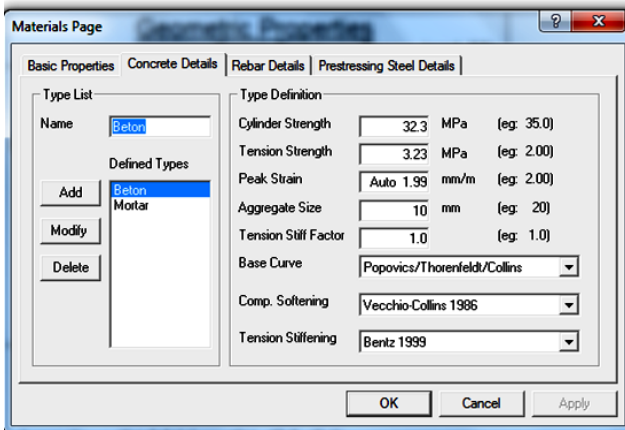 Geometric Properties
Materials Page
Basic Properties Concrete Details Rebar Details Prestressing Steel Details
Type List
Name Beton
Defined Types
Beton
Mortar
Add
Modify
Delete
Type Definition
Cylinder Strength 32.3 MPa (eg: 35.0)
Tension Strength 3.23 MPa (eg: 2.00)
Peak Strain Auto 1.99 mm/m (eg: 2.00)
Aggregate Size 10 mm (eg: 20)
Tension Stiff Factor 1.0 (eg: 1.0)
Base Curve Popovics/Thorenfeldt/Collins
Comp. Softening Vecchio-Collins 1986
Tension Stiffening Bentz 1999
OK Cancel Apply